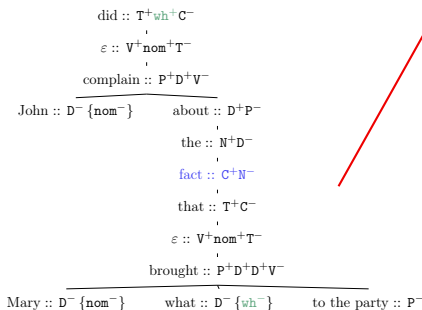 did :: T⁺wh⁺C⁻
ε :: V⁺nom⁺T⁻
complain :: P⁺D⁺V⁻
John :: D⁻ {nom⁻} about :: D⁺P⁻
the :: N⁺D⁻
fact :: C⁺N⁻
that :: T⁺C⁻
ε :: V⁺nom⁺T⁻
brought :: P⁺D⁺D⁺V⁻
Mary :: D⁻ {nom⁻} what :: D⁻ {wh⁻} to the party :: P⁻